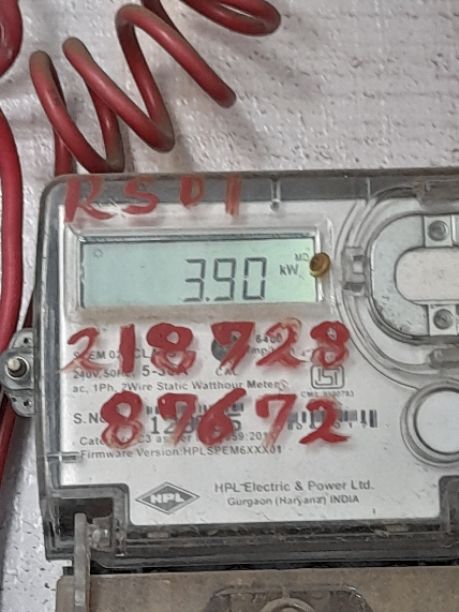 RSD1
MD
3.90 kW
218728
240V, 50Hz, 5-30A CAL
ac, 1Ph, 2Wire Static Watthour Meter
87672
S.No
Firmware Version:HPLSPEM6XXX01
HPL
HPL Electric & Power Ltd.
Gurgaon (Haryana) INDIA